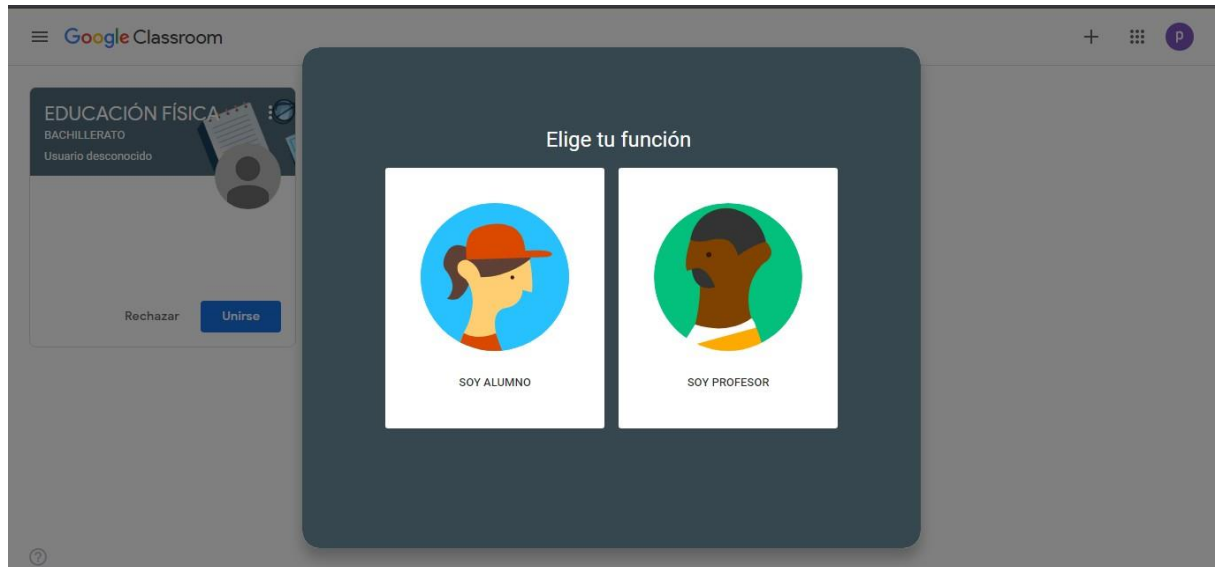 Google Classroom
P
EDUCACIÓN FÍSICA
BACHILLERATO
Usuario desconocido
Rechazar
Unirse
Elige tu función
SOY ALUMNO
SOY PROFESOR
?